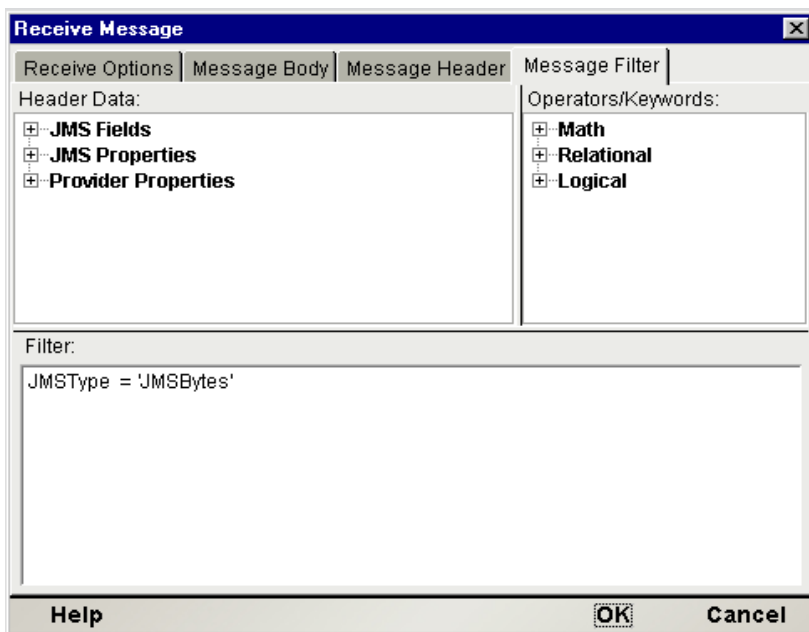 Receive Message
Receive Options Message Body Message Header Message Filter
Header Data: Operators/Keywords:
JMS Fields Math
JMS Properties Relational
Provider Properties Logical
Filter:
JMSType = 'JMSBytes'
Help OK Cancel